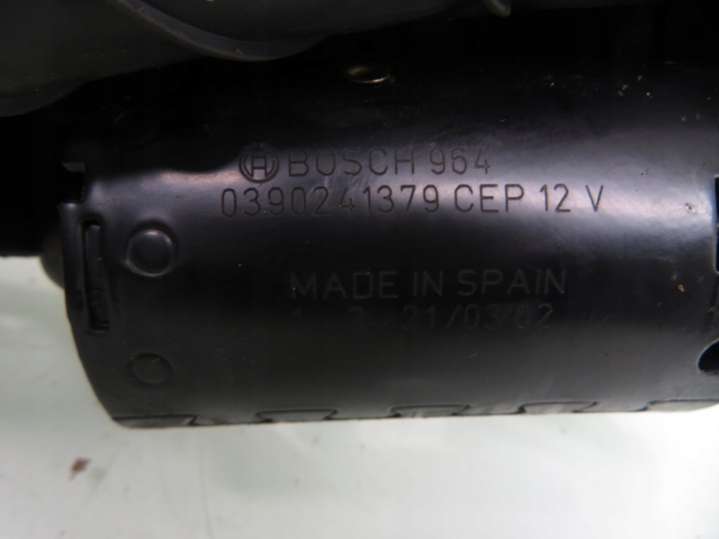 BOSCH 964
0390241379 CEP 12 V
MADE IN SPAIN
21/03/02